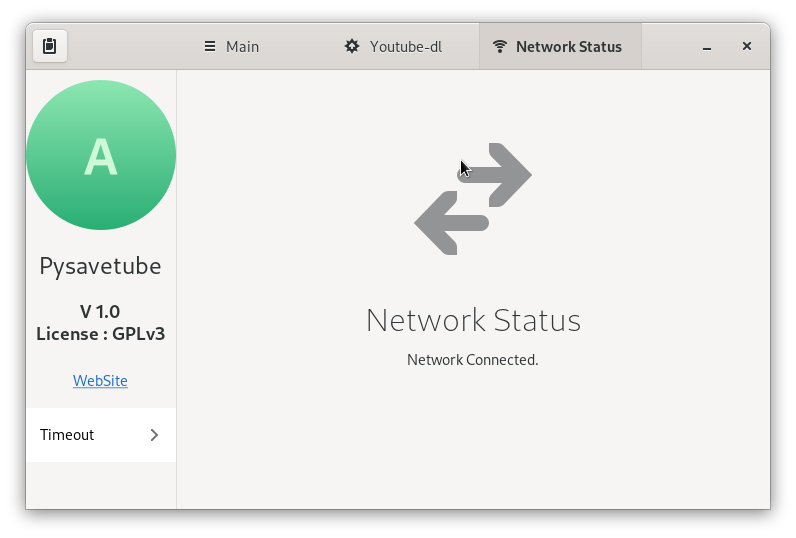 Main
Youtube-dl
Network Status
A
Pysavetube
V 1.0
License : GPLv3
WebSite
Timeout
Network Status
Network Connected.